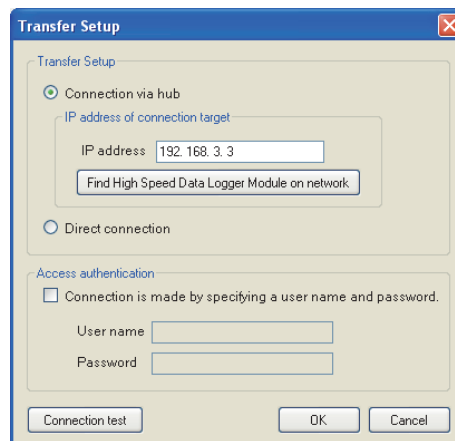 Transfer Setup
Transfer Setup
Connection via hub
IP address of connection target
IP address 192. 168. 3. 3
Find High Speed Data Logger Module on network
Direct connection
Access authentication
Connection is made by specifying a user name and password.
User name
Password
Connection test OK Cancel